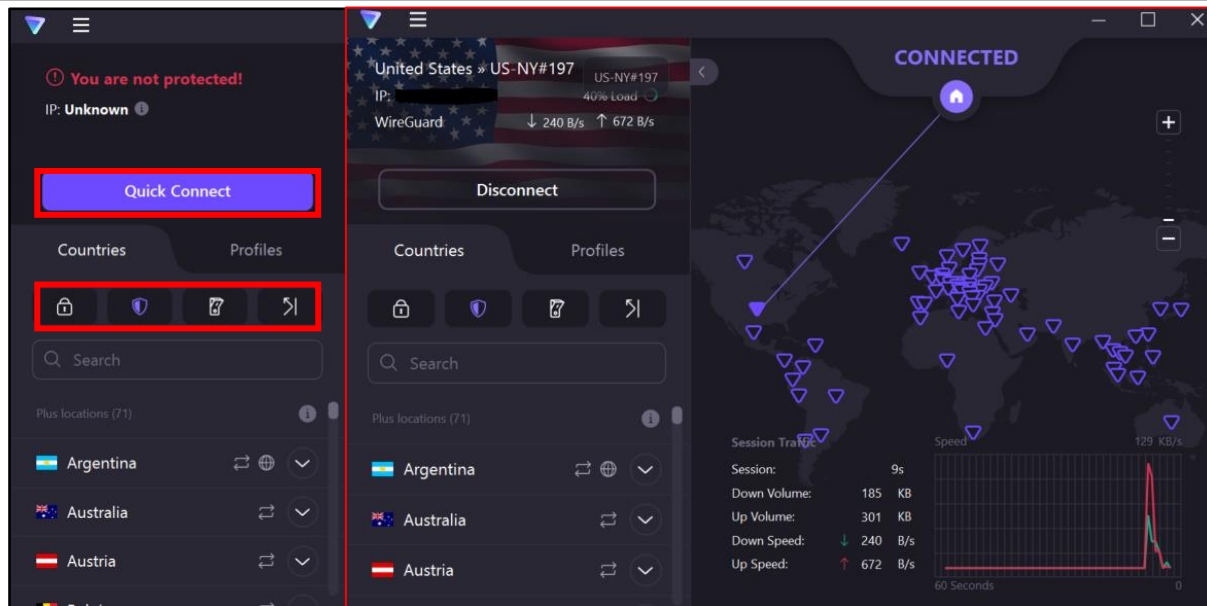 You are not protected!
IP: Unknown
Quick Connect
Countries Profiles
Search
Plus locations (71)
Argentina
Australia
Austria
United States » US-NY#197
US-NY#197
IP:
40% Load
WireGuard ↓ 240 B/s ↑ 672 B/s
Disconnect
Countries Profiles
Search
Plus locations (71)
Argentina
Australia
Austria
CONNECTED
Session Traffic
Session: 9s
Down Volume: 185 KB
Up Volume: 301 KB
Down Speed: ↓ 240 B/s
Up Speed: ↑ 672 B/s
Speed 129 KB/s
60 Seconds 0